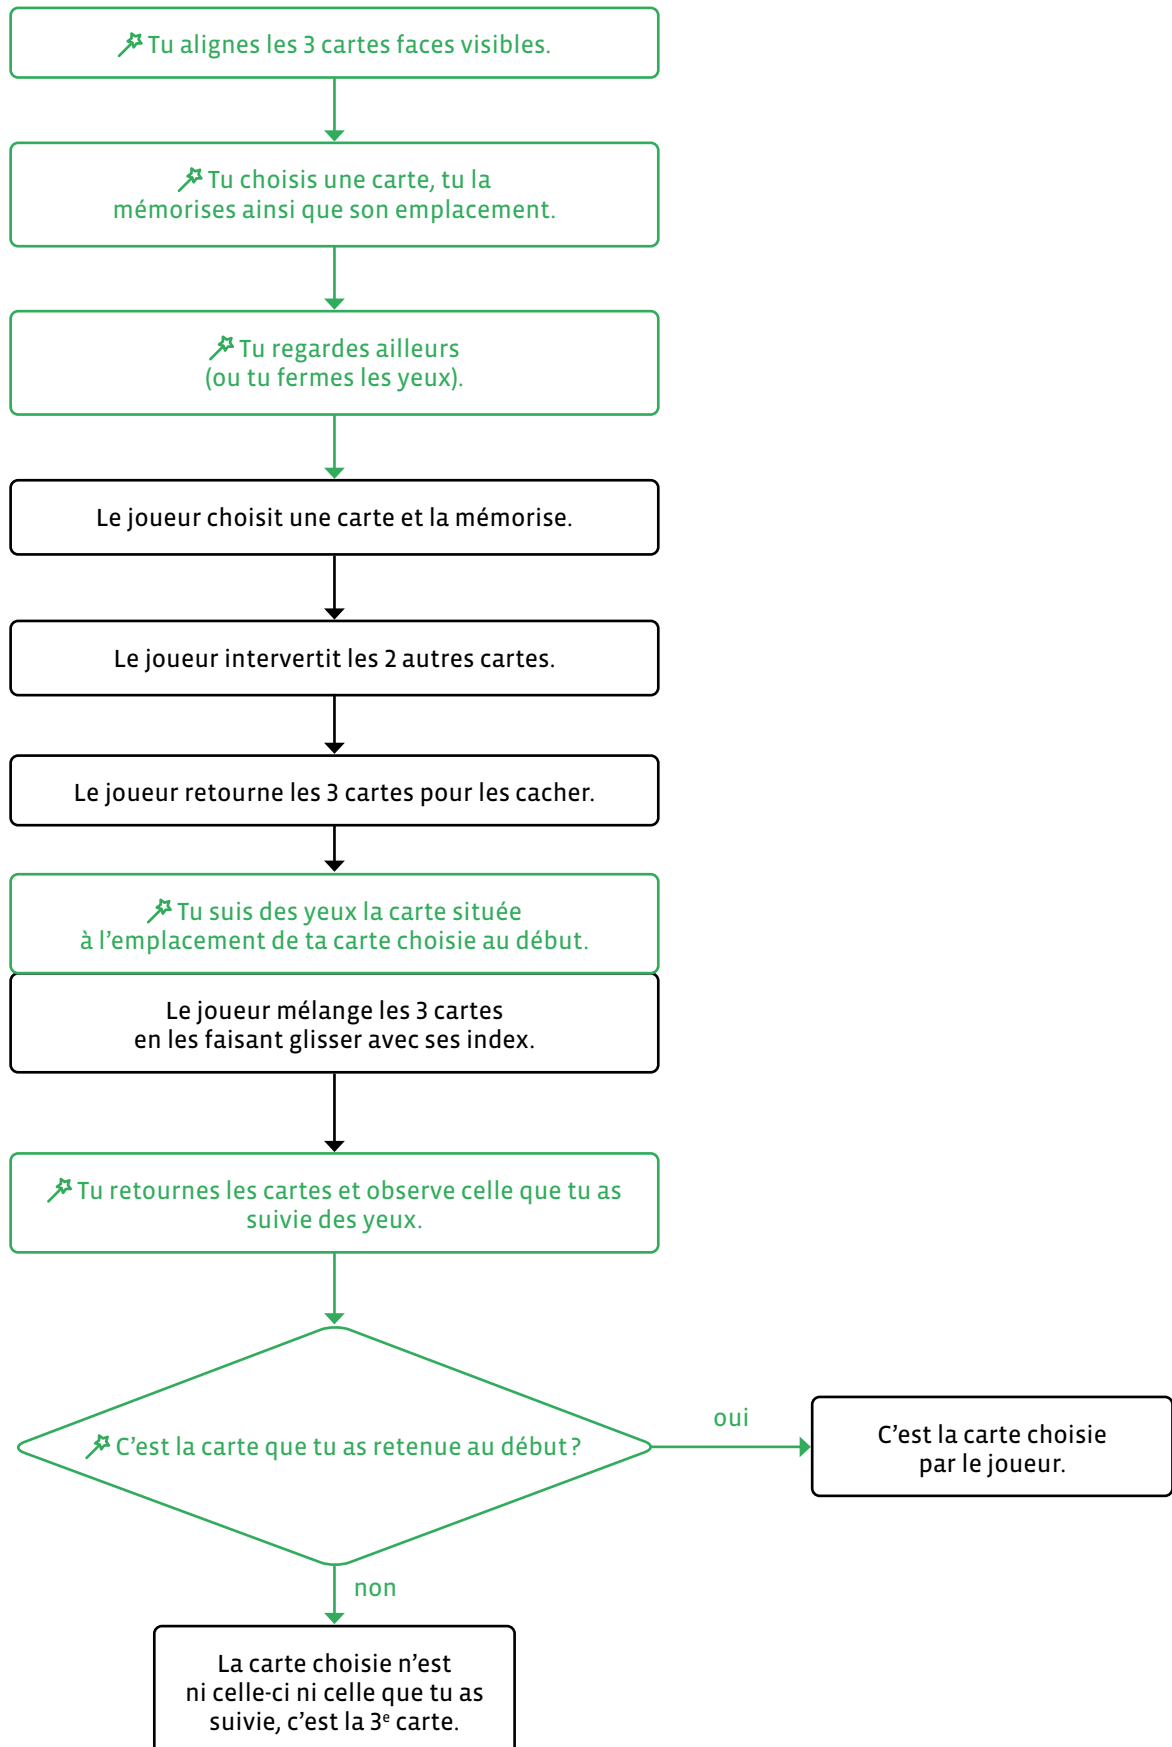 Tu alignes les 3 cartes faces visibles.
Tu choisis une carte, tu la
mémorises ainsi que son emplacement.
Tu regardes ailleurs
(ou tu fermes les yeux).
Le joueur choisit une carte et la mémorise.
Le joueur intervertit les 2 autres cartes.
Le joueur retourne les 3 cartes pour les cacher.
Tu suis des yeux la carte située
à l'emplacement de ta carte choisie au début.
Le joueur mélange les 3 cartes
en les faisant glisser avec ses index.
Tu retournes les cartes et observe celle que tu as
suivie des yeux.
C'est la carte que tu as retenue au début ?
oui
C'est la carte choisie
par le joueur.
non
La carte choisie n'est
ni celle-ci ni celle que tu as
suivie, c'est la 3e carte.